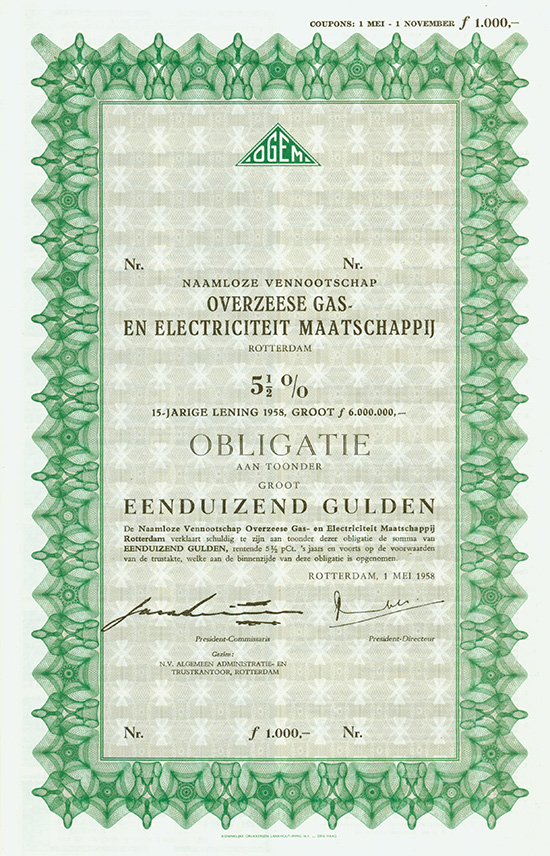 COUPONS: 1 MEI - 1 NOVEMBER ƒ 1.000,—
OGEM
Nr. Nr.
NAAMLOZE VENNOOTSCHAP
OVERZEESE GAS-
EN ELECTRICITEIT MAATSCHAPPIJ
ROTTERDAM
5½ %
15-JARIGE LENING 1958, GROOT ƒ 6.000.000,—
OBLIGATIE
AAN TOONDER
GROOT
EENDUIZEND GULDEN
De Naamloze Vennootschap Overzeese Gas- en Electriciteit Maatschappij
Rotterdam verklaart schuldig te zijn aan toonder dezer obligatie de somma van
EENDUIZEND GULDEN, rentende 5½ pCt. 's jaars en voorts op de voorwaarden
van de trustakte, welke aan de binnenzijde van deze obligatie is opgenomen.
ROTTERDAM, 1 MEI 1958
President-Commissaris President-Directeur
Gezien:
N.V. ALGEMEEN ADMINISTRATIE- EN
TRUSTKANTOOR, ROTTERDAM
Nr. ƒ 1.000,— Nr.